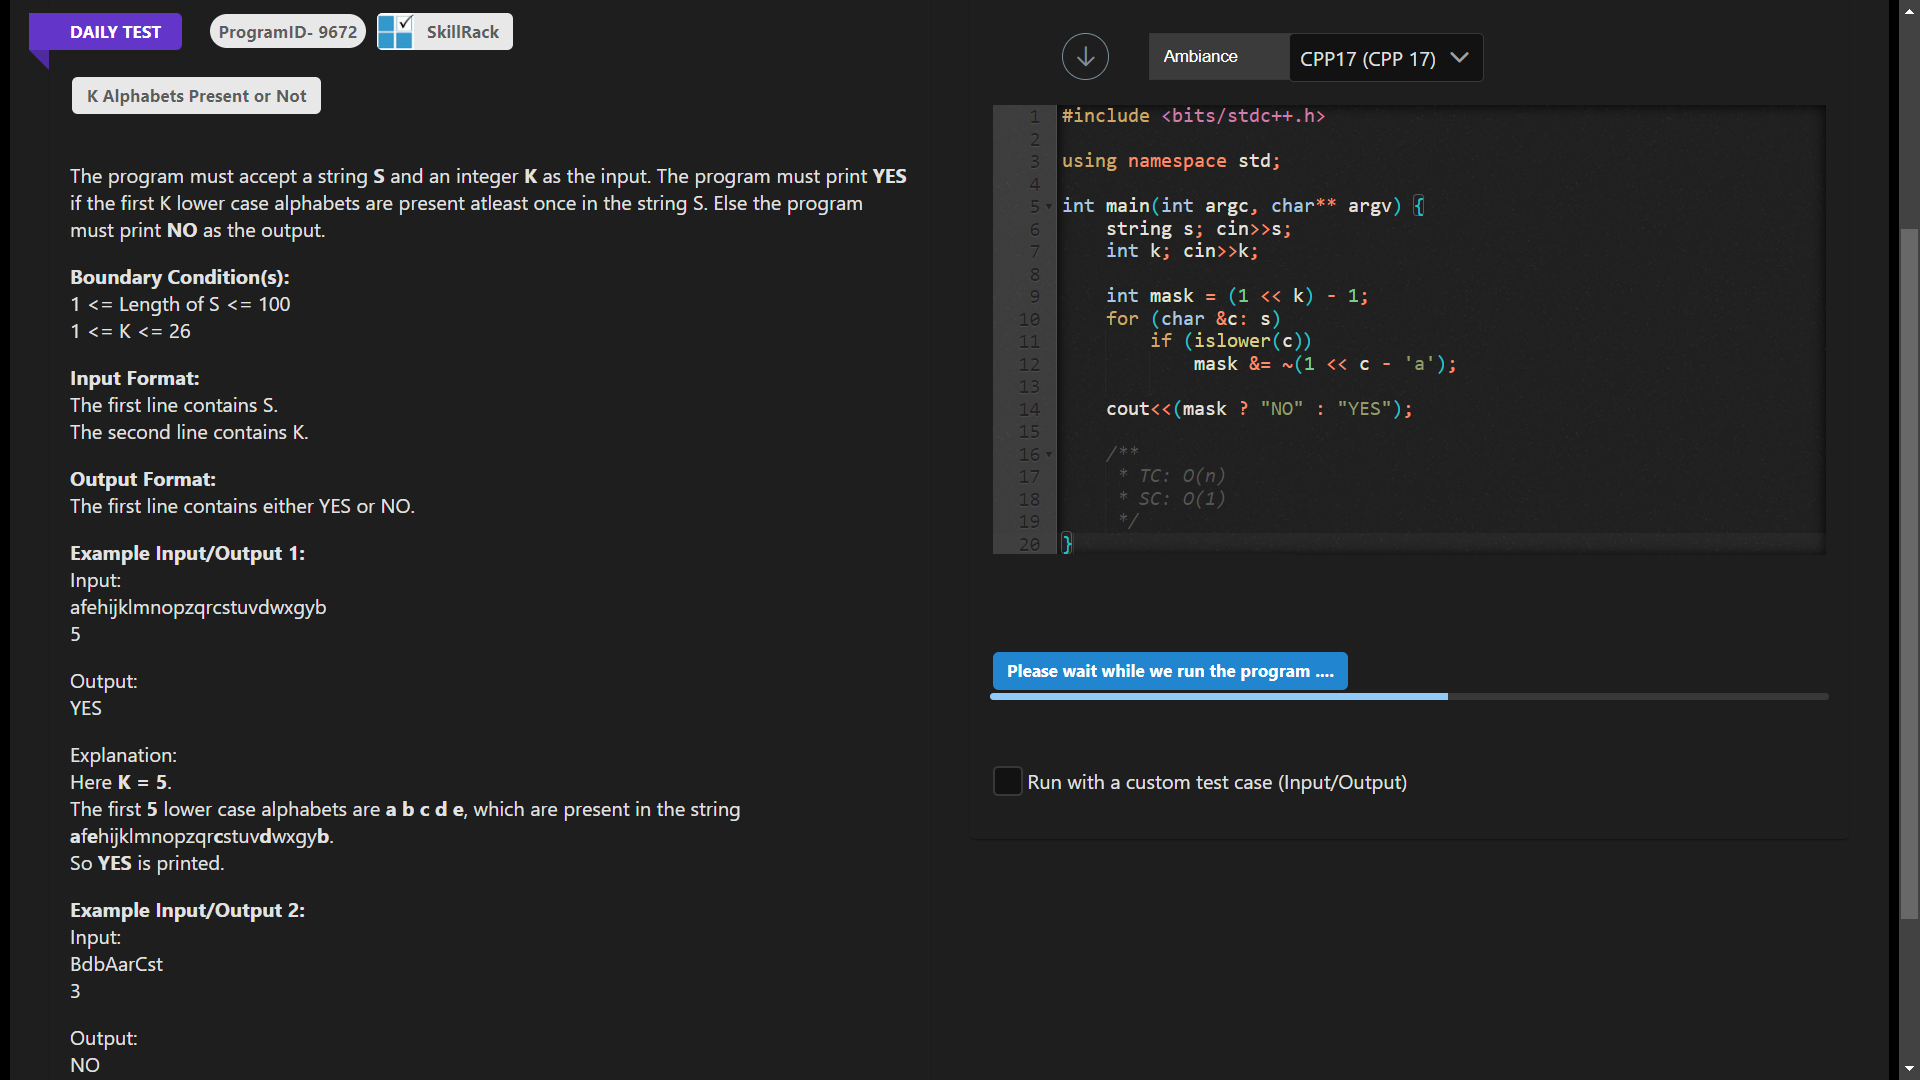 DAILY TEST
ProgramID- 9672
SkillRack
K Alphabets Present or Not
The program must accept a string S and an integer K as the input. The program must print YES
if the first K lower case alphabets are present atleast once in the string S. Else the program
must print NO as the output.
Boundary Condition(s):
1 <= Length of S <= 100
1 <= K <= 26
Input Format:
The first line contains S.
The second line contains K.
Output Format:
The first line contains either YES or NO.
Example Input/Output 1:
Input:
afehijklmnopzqrcstuvdwxgyb
5
Output:
YES
Explanation:
Here K = 5.
The first 5 lower case alphabets are a b c d e, which are present in the string
afehijklmnopzqrcstuvdwxgyb.
So YES is printed.
Example Input/Output 2:
Input:
BdbAarCst
3
Output:
NO
Ambiance
CPP17 (CPP 17)
1 #include <bits/stdc++.h>
2
3 using namespace std;
4
5 int main(int argc, char** argv) {
6     string s; cin>>s;
7     int k; cin>>k;
8
9     int mask = (1 << k) - 1;
10     for (char &c: s)
11         if (islower(c))
12             mask &= ~(1 << c - 'a');
13
14     cout<<(mask ? "NO" : "YES");
15
16     /**
17      * TC: O(n)
18      * SC: O(1)
19      */
20 }
Please wait while we run the program ....
Run with a custom test case (Input/Output)